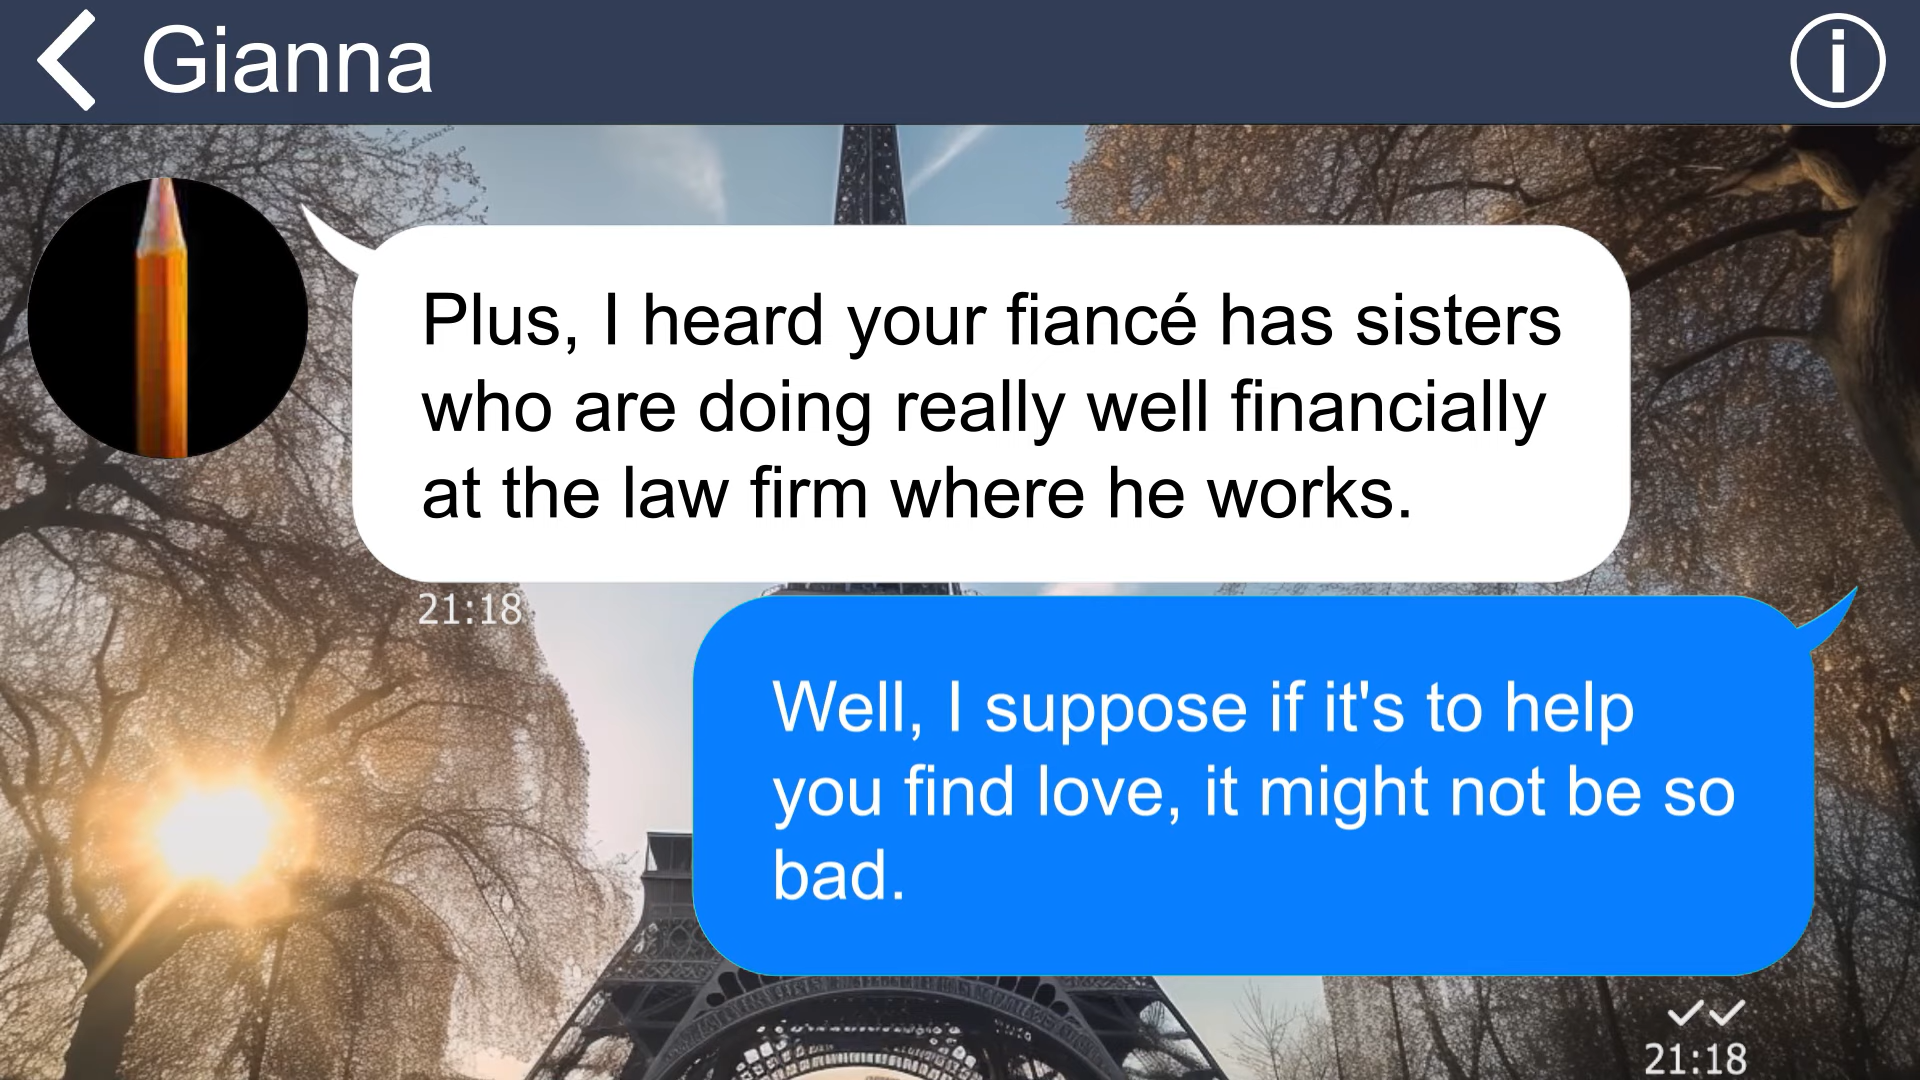 Gianna
Plus, I heard your fiancé has sisters
who are doing really well financially
at the law firm where he works.
21:18
Well, I suppose if it's to help
you find love, it might not be so
bad.
21:18